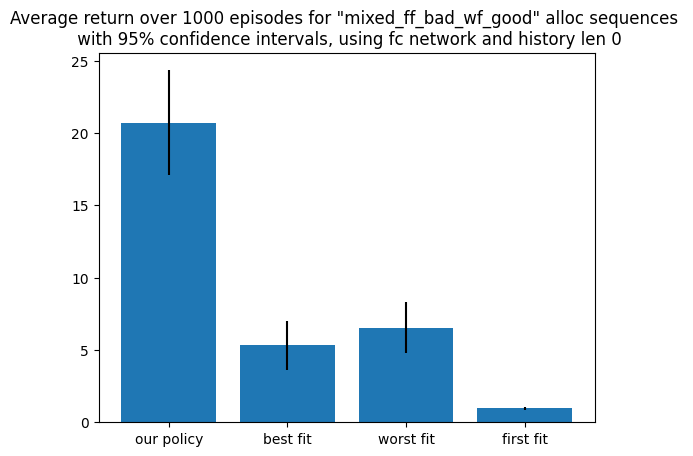 Average return over 1000 episodes for "mixed_ff_bad_wf_good" alloc sequences
with 95% confidence intervals, using fc network and history len 0
25
20
15
10
5
0
our policy
best fit
worst fit
first fit